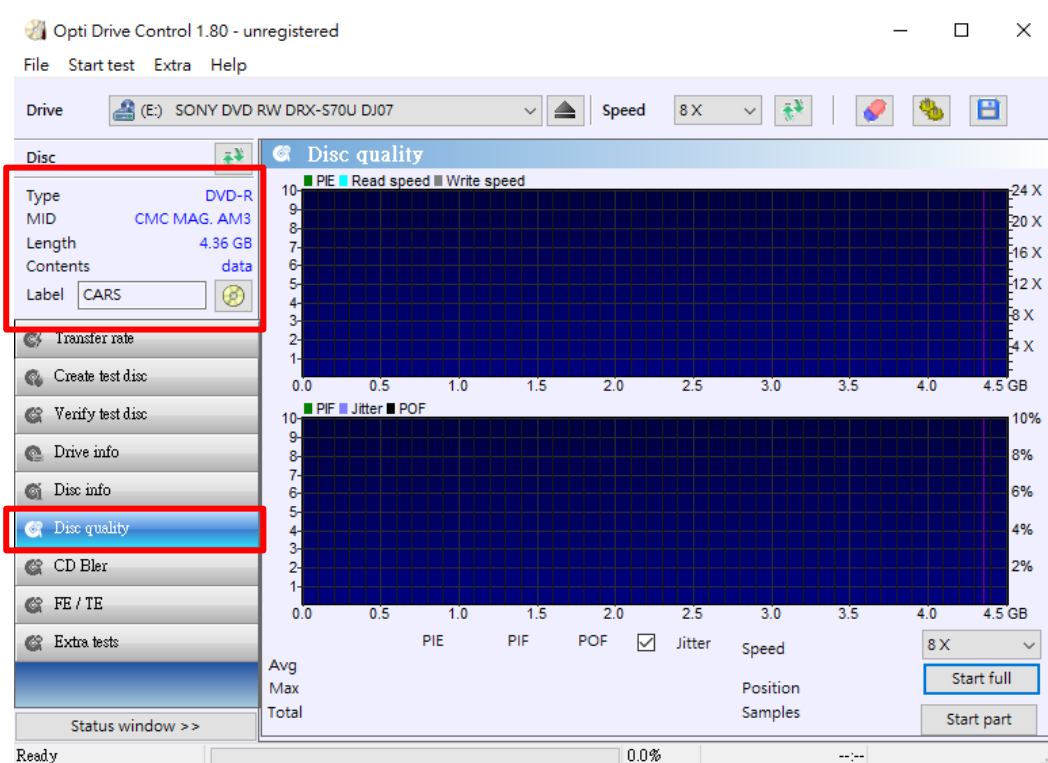 Opti Drive Control 1.80 - unregistered
File Start test Extra Help
Drive (E:) SONY DVD RW DRX-S70U DJ07 Speed 8 X
Disc
Type DVD-R
MID CMC MAG. AM3
Length 4.36 GB
Contents data
Label CARS
Transfer rate
Create test disc
Verify test disc
Drive info
Disc info
Disc quality
CD Bler
FE / TE
Extra tests
Status window >>
Disc quality
PIE Read speed Write speed
10 24 X
9
8 20 X
7 16 X
6
5 12 X
4
3 8 X
2 4 X
1
0.0 0.5 1.0 1.5 2.0 2.5 3.0 3.5 4.0 4.5 GB
PIF Jitter POF
10 10%
9
8 8%
7
6 6%
5
4 4%
3
2 2%
1
0.0 0.5 1.0 1.5 2.0 2.5 3.0 3.5 4.0 4.5 GB
PIE PIF POF Jitter Speed 8 X
Avg
Max Position
Total Samples
Start full
Start part
Ready 0.0% --:--